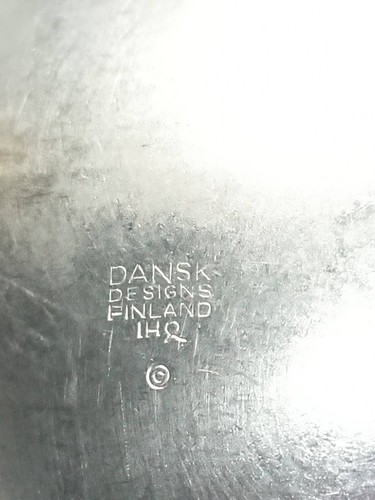 DANSK
DESIGNS
FINLAND
IHQ
©